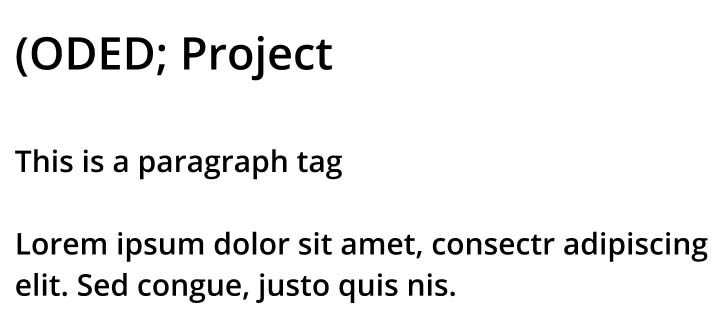 (ODED; Project
This is a paragraph tag
Lorem ipsum dolor sit amet, consectr adipiscing
elit. Sed congue, justo quis nis.